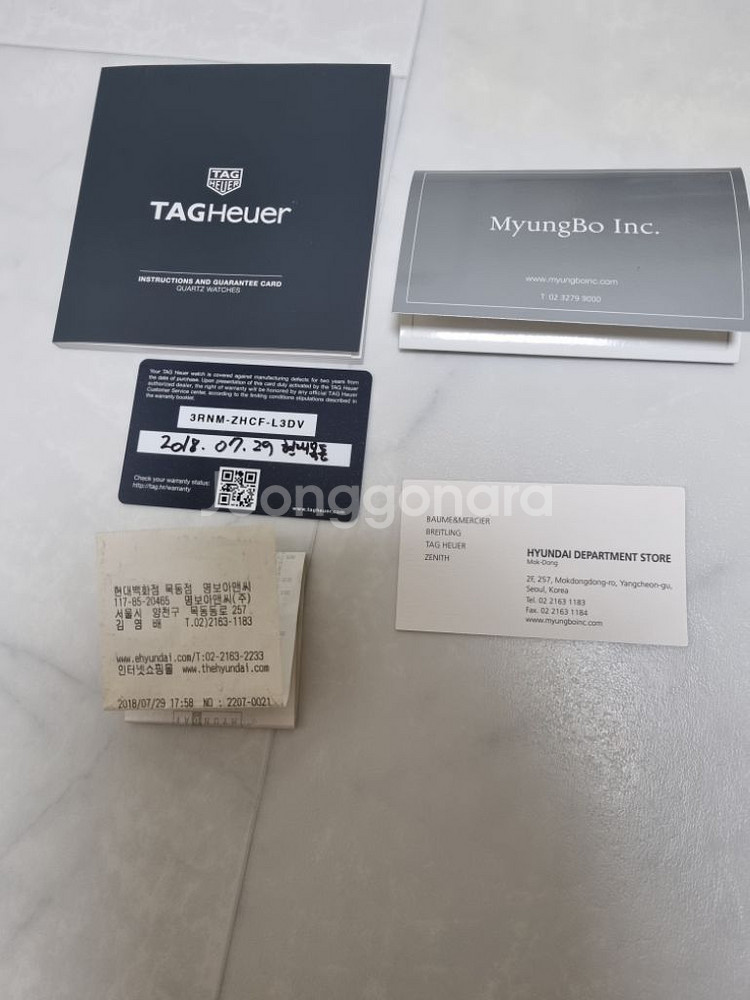 TAG
HEUER
TAGHeuer
INSTRUCTIONS AND GUARANTEE CARD
QUARTZ WATCHES
MyungBo Inc.
www.myungboinc.com
T 02 3279 9000
Your TAG Heuer watch is covered against manufacturing defects for two years from
the date of purchase. Upon presentation of this card duly activated by the TAG Heuer
authorized dealer, the right of warranty will be honored by any official TAG Heuer
Customer Service center, according to the limiting conditions stipulations described in
the warranty booklet.
3RNM-ZHCF-L3DV
2018. 07. 29 현대목동
Check your warranty status:
http://tag.hr/warranty
www.tagheuer.com
Joonggonara
BAUME&MERCIER
BREITLING
TAG HEUER
ZENITH
HYUNDAI DEPARTMENT STORE
Mok-Dong
2F, 257, Mokdongdong-ro, Yangcheon-gu,
Seoul, Korea
Tel. 02 2163 1183
Fax. 02 2163 1184
www.myungboinc.com
현대백화점 목동점 명보아앤씨
117-85-20465 명보아앤씨(주)
서울시 양천구 목동동로 257
김 영 배 T.02)2163-1183
www.ehyundai.com/T:02-2163-2233
인터넷쇼핑몰 www.thehyundai.com
2018/07/29 17:58 NO : 2207-0021